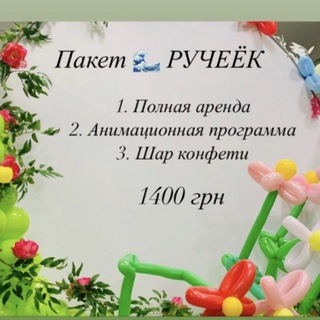 Пакет 🌊 РУЧЕЁК
1. Полная аренда
2. Анимационная программа
3. Шар конфети
1400 грн